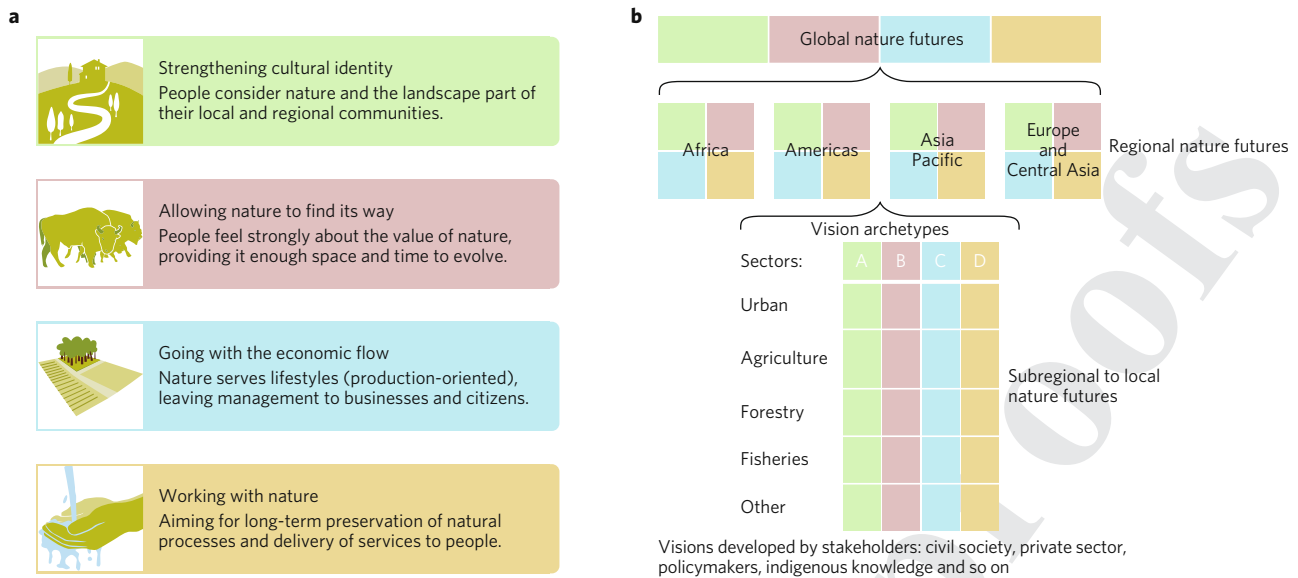 a
Strengthening cultural identity
People consider nature and the landscape part of
their local and regional communities.
Allowing nature to find its way
People feel strongly about the value of nature,
providing it enough space and time to evolve.
Going with the economic flow
Nature serves lifestyles (production-oriented),
leaving management to businesses and citizens.
Working with nature
Aiming for long-term preservation of natural
processes and delivery of services to people.
b
Global nature futures
Africa
Americas
Asia
Pacific
Europe
and
Central Asia
Regional nature futures
Vision archetypes
Sectors: A B C D
Urban
Agriculture
Forestry
Fisheries
Other
Subregional to local
nature futures
Visions developed by stakeholders: civil society, private sector,
policymakers, indigenous knowledge and so on
roofs